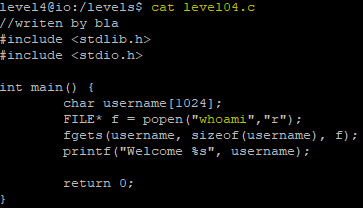 level4@io:/levels$ cat level04.c
//writen by bla
#include <stdlib.h>
#include <stdio.h>
int main() {
char username[1024];
FILE* f = popen("whoami","r");
fgets(username, sizeof(username), f);
printf("Welcome %s", username);
return 0;
}